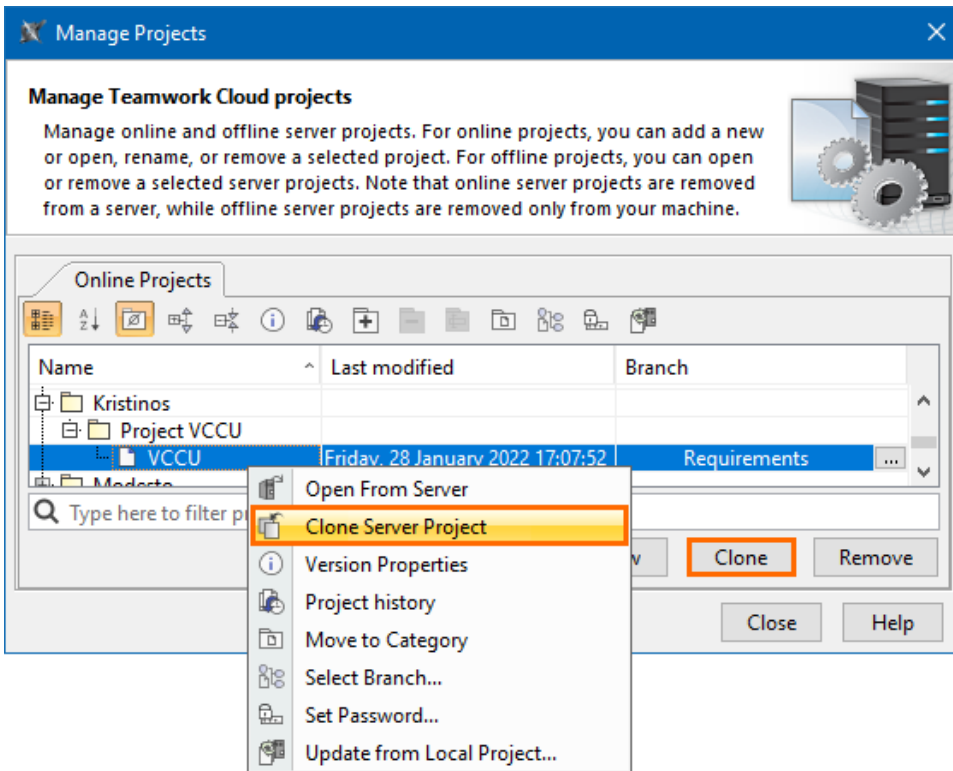 Manage Projects
Manage Teamwork Cloud projects
Manage online and offline server projects. For online projects, you can add a new
or open, rename, or remove a selected project. For offline projects, you can open
or remove a selected server projects. Note that online server projects are removed
from a server, while offline server projects are removed only from your machine.
Online Projects
Name Last modified Branch
Kristinos
Project VCCU
VCCU Friday, 28 January 2022 17:07:52 Requirements ...
Modesto
Type here to filter
Open From Server
Clone Server Project
Version Properties
Project history
Move to Category
Select Branch...
Set Password...
Update from Local Project...
Clone Remove
Close Help